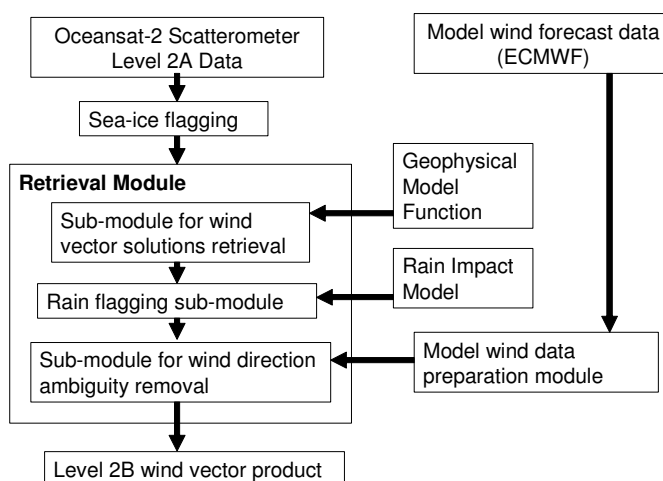 Oceansat-2 Scatterometer
Level 2A Data
Model wind forecast data
(ECMWF)
Sea-ice flagging
Retrieval Module
Geophysical
Model
Function
Sub-module for wind
vector solutions retrieval
Rain flagging sub-module
Rain Impact
Model
Sub-module for wind direction
ambiguity removal
Model wind data
preparation module
Level 2B wind vector product